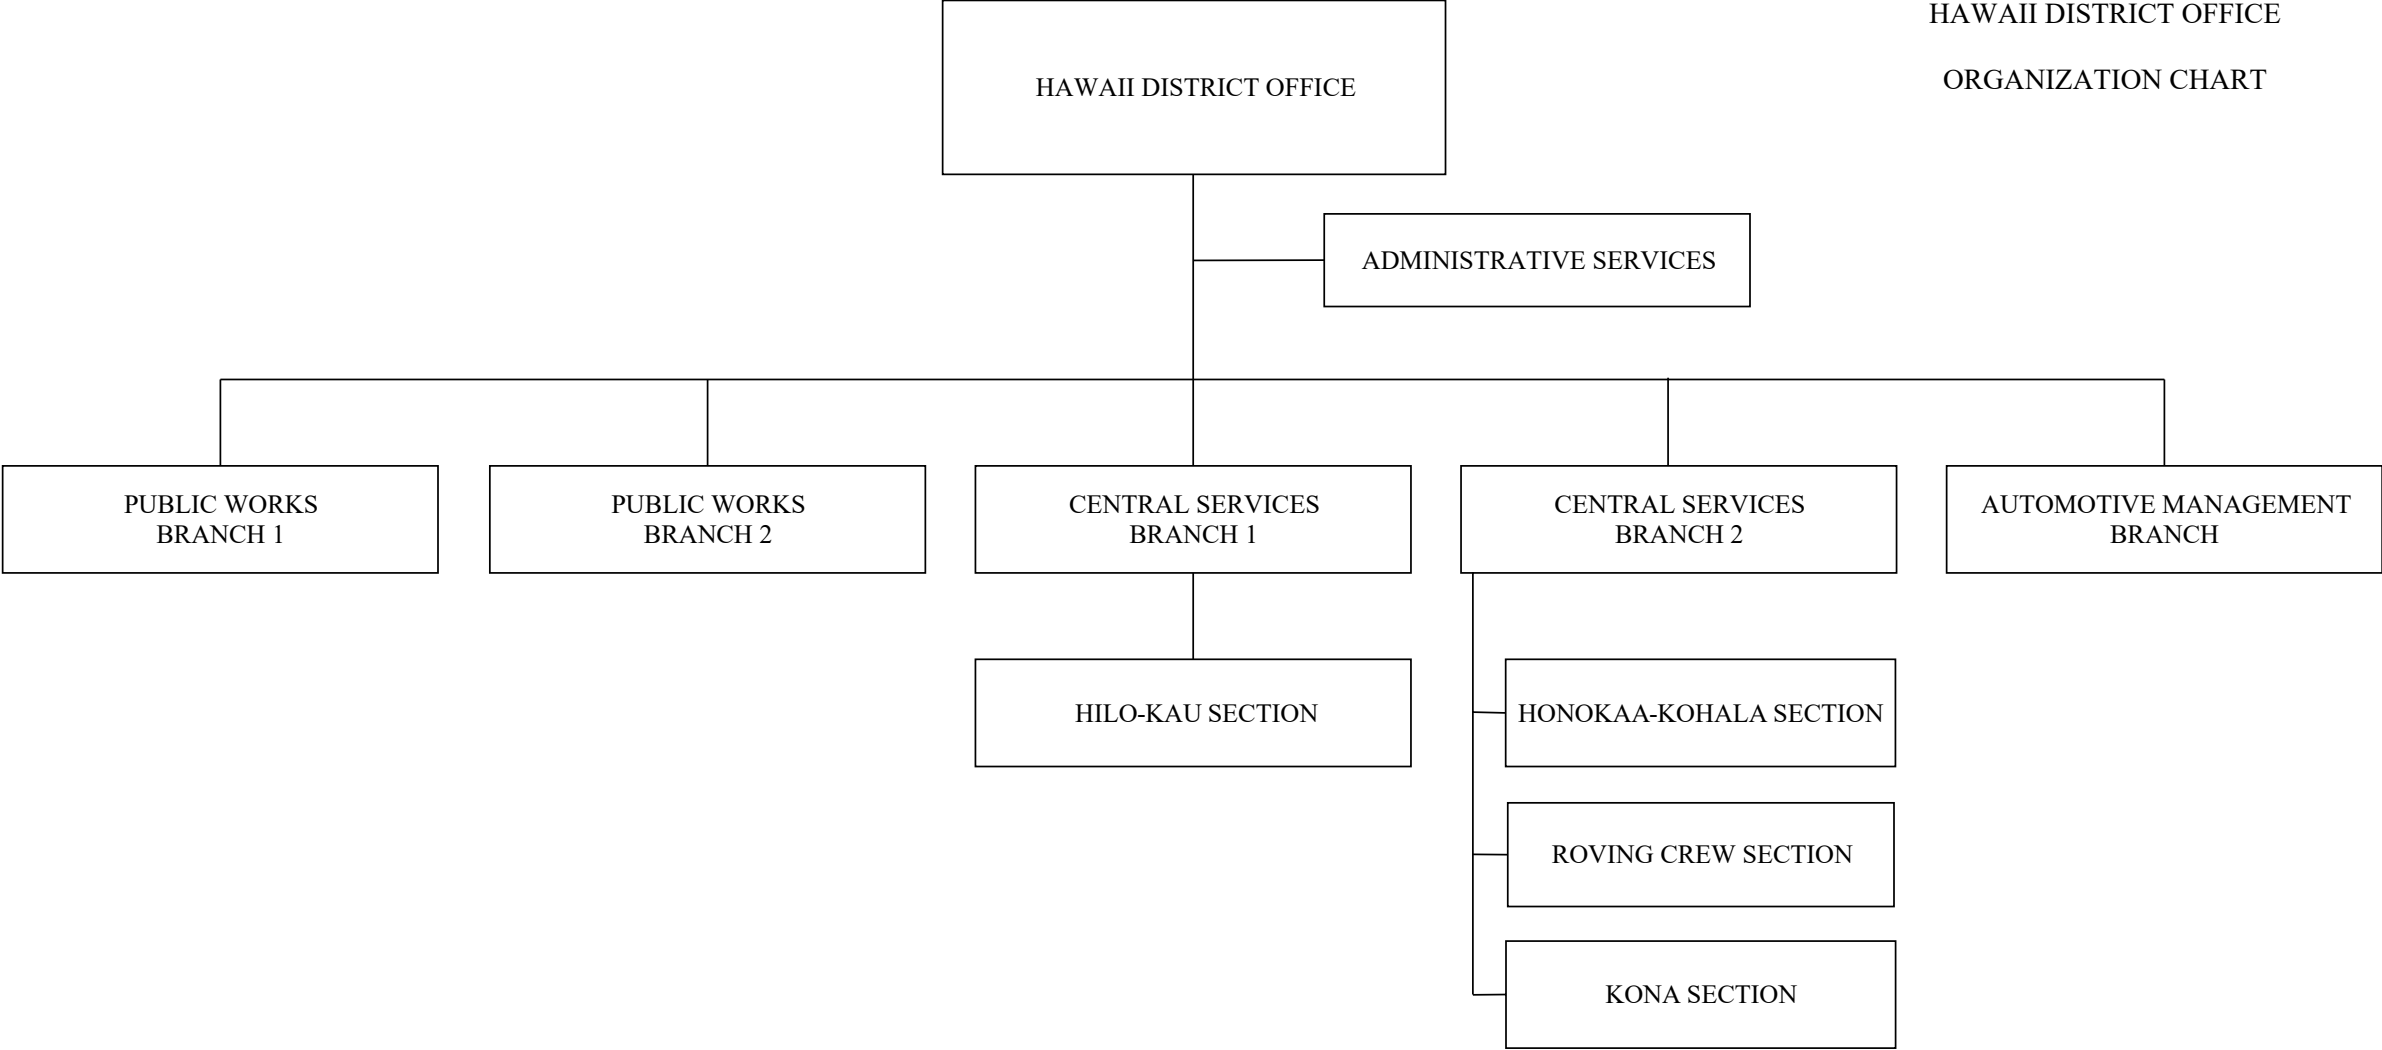 HAWAII DISTRICT OFFICE
ORGANIZATION CHART
HAWAII DISTRICT OFFICE
ADMINISTRATIVE SERVICES
PUBLIC WORKS
BRANCH 1
PUBLIC WORKS
BRANCH 2
CENTRAL SERVICES
BRANCH 1
CENTRAL SERVICES
BRANCH 2
AUTOMOTIVE MANAGEMENT
BRANCH
HILO-KAU SECTION
HONOKAA-KOHALA SECTION
ROVING CREW SECTION
KONA SECTION